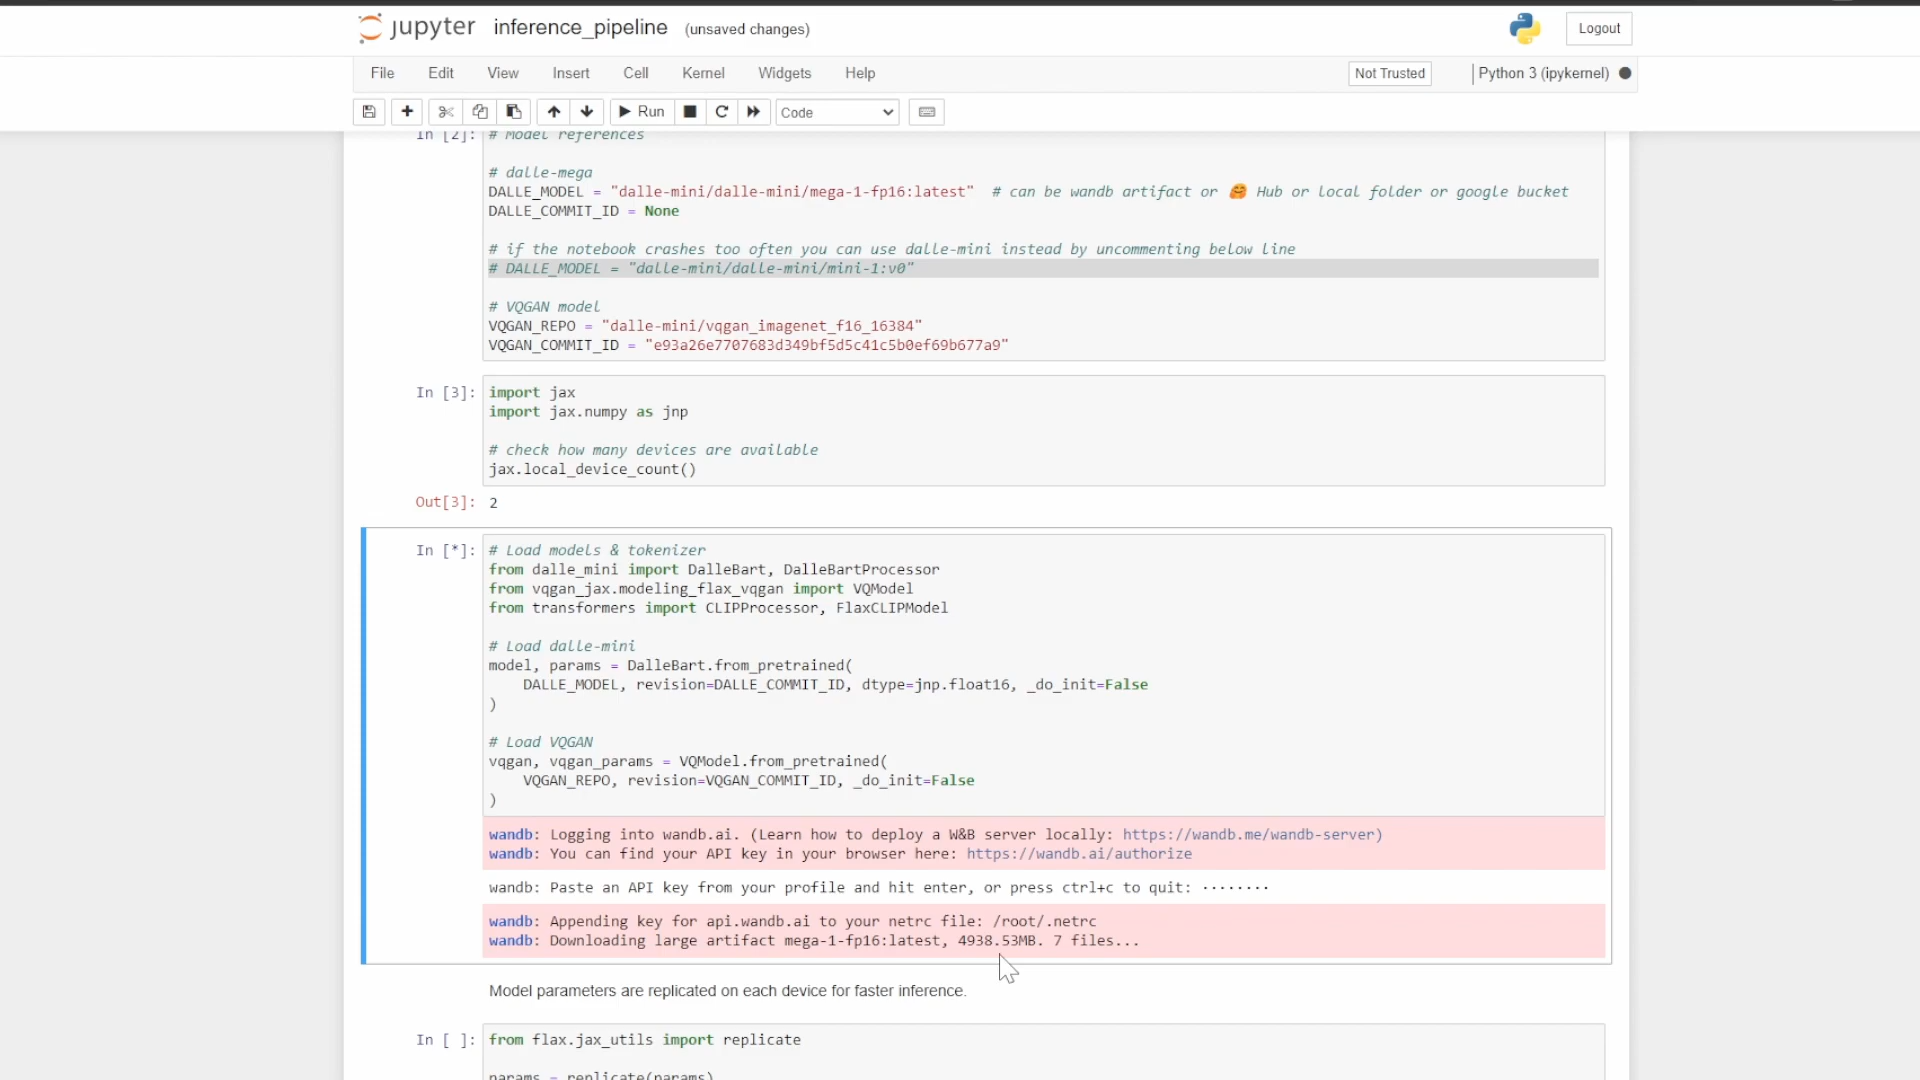 jupyter inference_pipeline (unsaved changes) Logout
File Edit View Insert Cell Kernel Widgets Help Not Trusted Python 3 (ipykernel)
Run Code
In [2]: # Model references
# dalle-mega
DALLE_MODEL = "dalle-mini/dalle-mini/mega-1-fp16:latest"  # can be wandb artifact or 🤗 Hub or local folder or google bucket
DALLE_COMMIT_ID = None
# if the notebook crashes too often you can use dalle-mini instead by uncommenting below line
# DALLE_MODEL = "dalle-mini/dalle-mini/mini-1:v0"
# VQGAN model
VQGAN_REPO = "dalle-mini/vqgan_imagenet_f16_16384"
VQGAN_COMMIT_ID = "e93a26e7707683d349bf5d5c41c5b0ef69b677a9"
In [3]: import jax
import jax.numpy as jnp
# check how many devices are available
jax.local_device_count()
Out[3]: 2
In [*]: # Load models & tokenizer
from dalle_mini import DalleBart, DalleBartProcessor
from vqgan_jax.modeling_flax_vqgan import VQModel
from transformers import CLIPProcessor, FlaxCLIPModel
# Load dalle-mini
model, params = DalleBart.from_pretrained(
DALLE_MODEL, revision=DALLE_COMMIT_ID, dtype=jnp.float16, _do_init=False
)
# Load VQGAN
vqgan, vqgan_params = VQModel.from_pretrained(
VQGAN_REPO, revision=VQGAN_COMMIT_ID, _do_init=False
)
wandb: Logging into wandb.ai. (Learn how to deploy a W&B server locally: https://wandb.me/wandb-server)
wandb: You can find your API key in your browser here: https://wandb.ai/authorize
wandb: Paste an API key from your profile and hit enter, or press ctrl+c to quit: ········
wandb: Appending key for api.wandb.ai to your netrc file: /root/.netrc
wandb: Downloading large artifact mega-1-fp16:latest, 4938.53MB. 7 files...
Model parameters are replicated on each device for faster inference.
In [ ]: from flax.jax_utils import replicate
params = replicate(params)